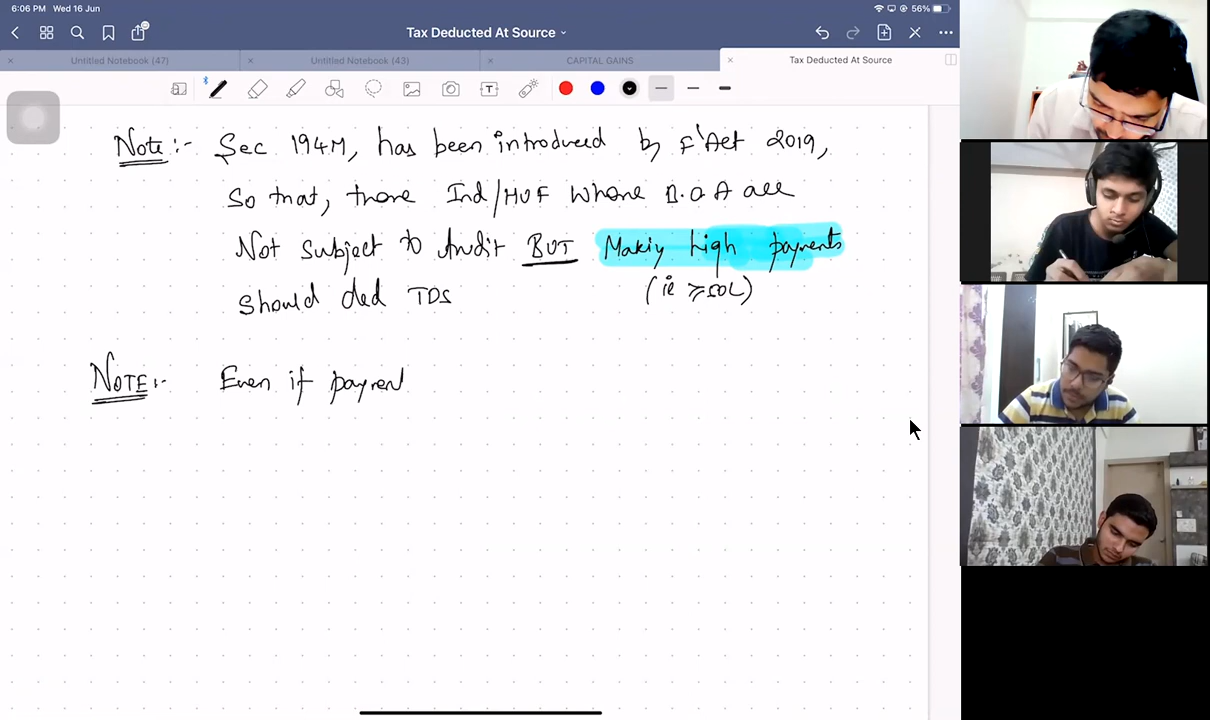 6:06 PM Wed 16 Jun
56%
Tax Deducted At Source
Untitled Notebook (47)
Untitled Notebook (43)
CAPITAL GAINS
Tax Deducted At Source
Note:- Sec 194M, has been introduced by F'Act 2019,
So that, those Ind/HUF whose B.O.A are
Not subject to Audit BUT Making high payments
(ie ≥50L)
Should ded TDS
NOTE:- Even if payment